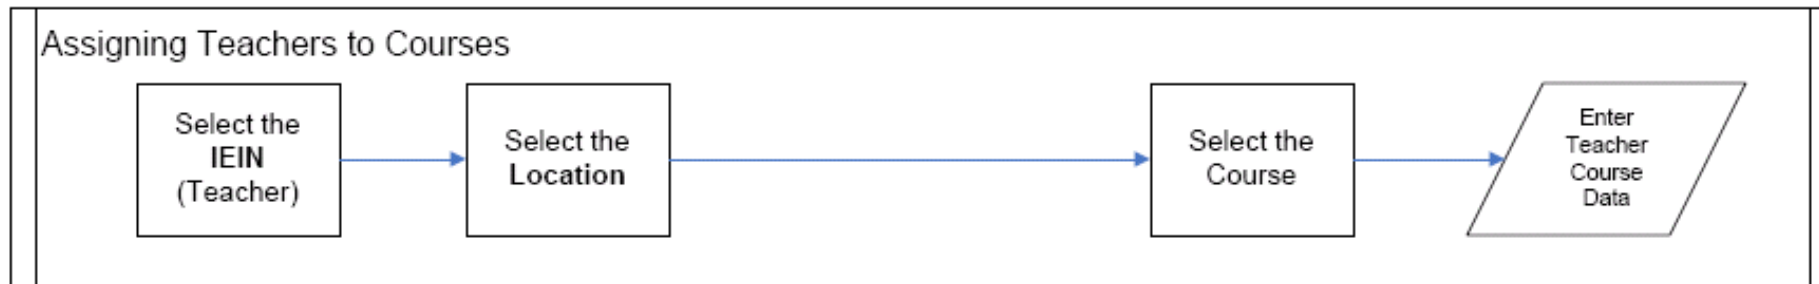 Assigning Teachers to Courses
Select the
IEIN
(Teacher)
Select the
Location
Select the
Course
Enter
Teacher
Course
Data